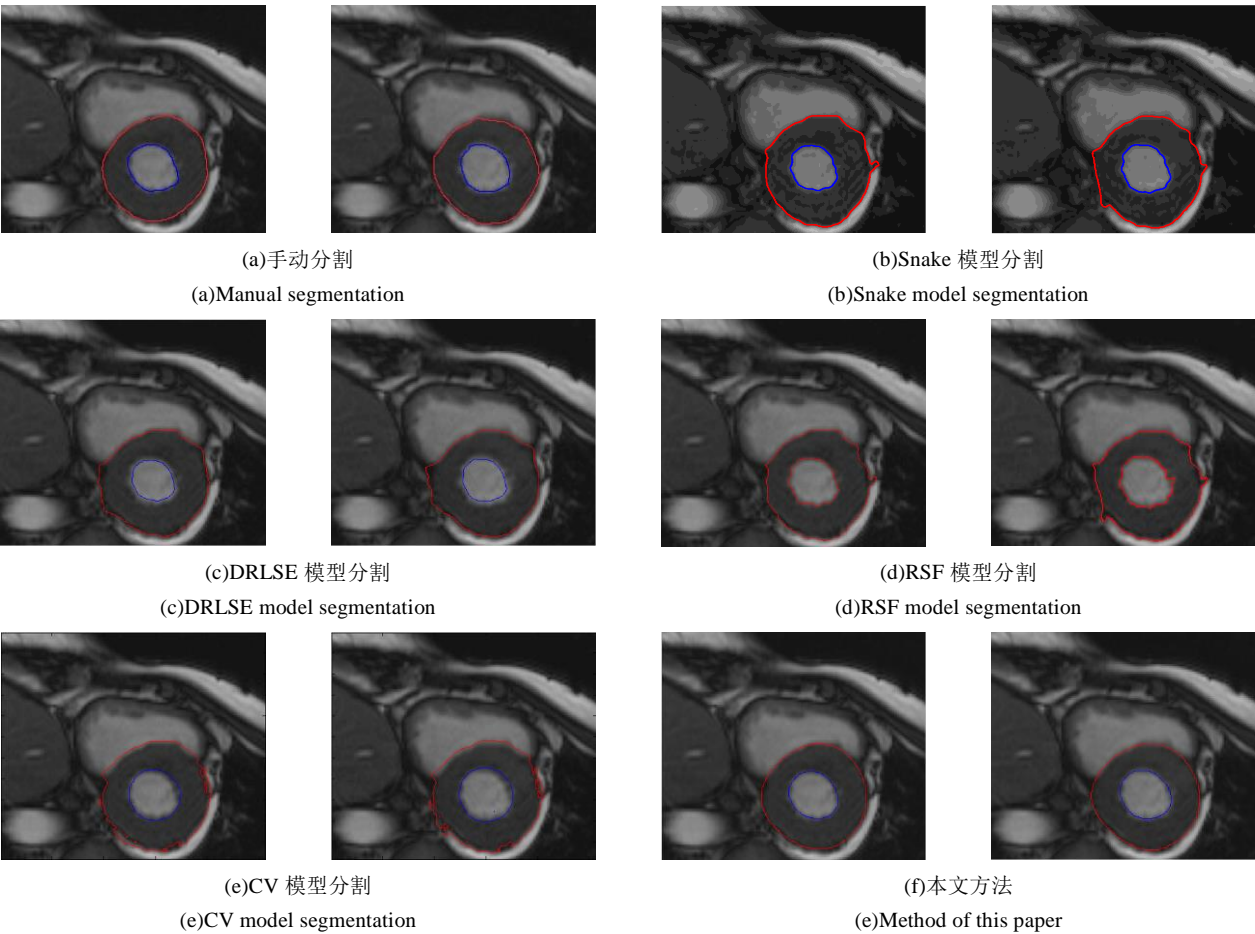 (a)手动分割
(a)Manual segmentation
(b)Snake 模型分割
(b)Snake model segmentation
(c)DRLSE 模型分割
(c)DRLSE model segmentation
(d)RSF 模型分割
(d)RSF model segmentation
(e)CV 模型分割
(e)CV model segmentation
(f)本文方法
(e)Method of this paper